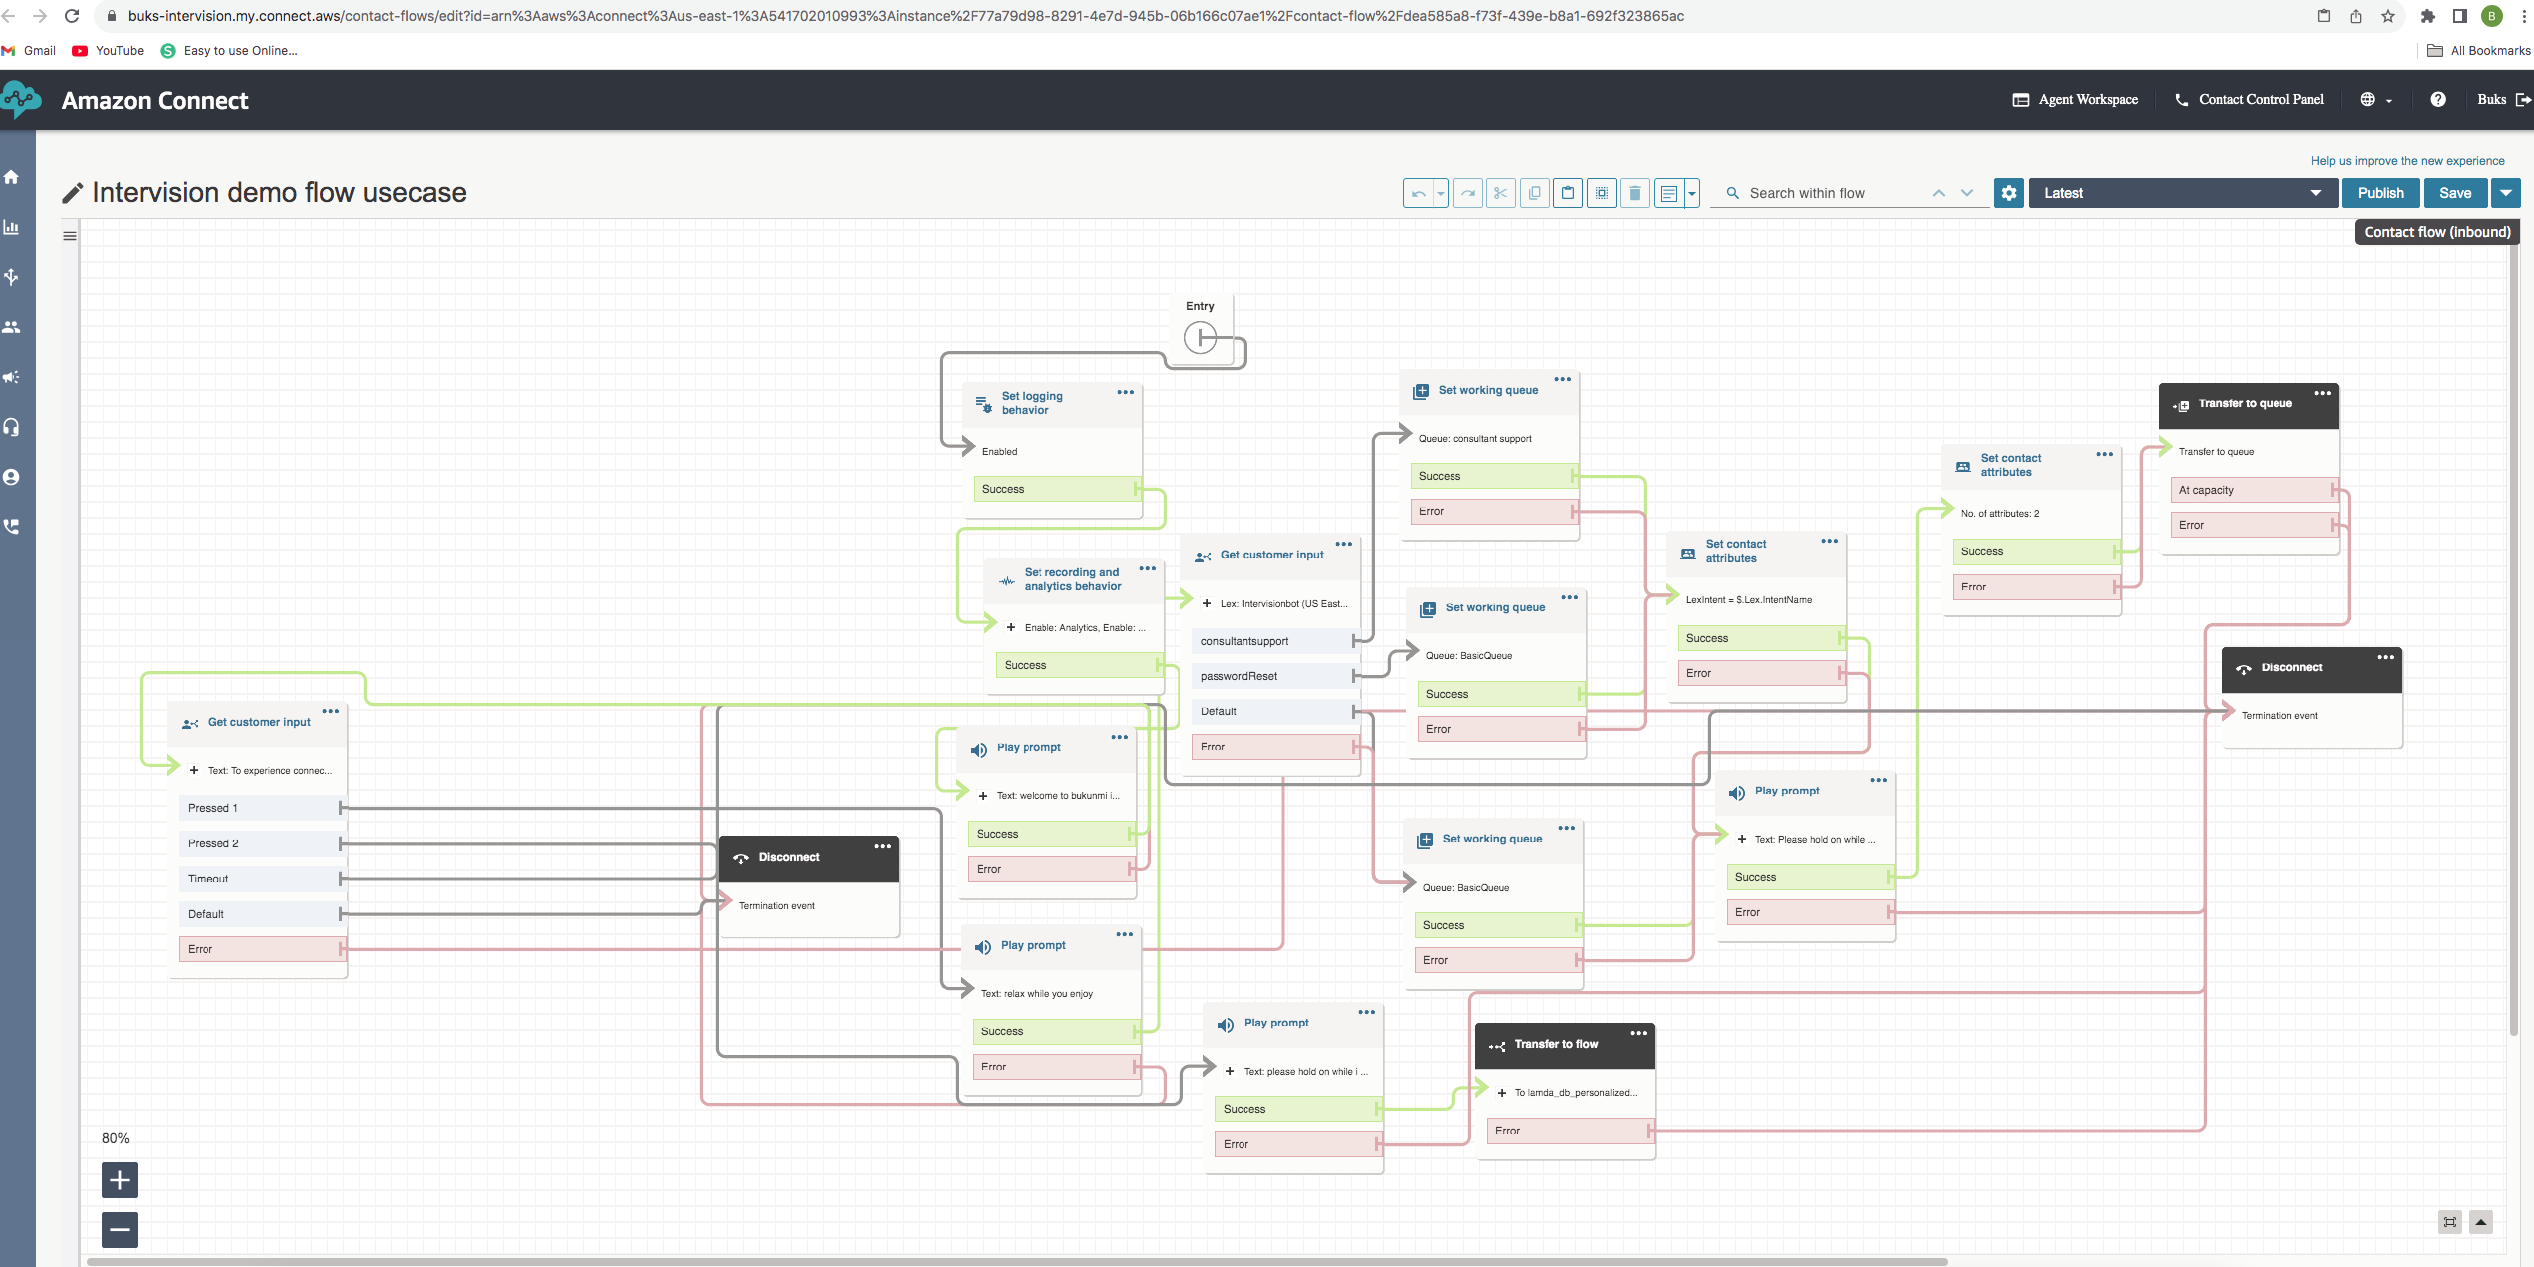 buks-intervision.my.connect.aws/contact-flows/edit?id=arn%3Aaws%3Aconnect%3Aus-east-1%3A541702010993%3Ainstance%2F77a79d98-8291-4e7d-945b-06b166c07ae1%2Fcontact-flow%2Fdea585a8-f73f-439e-b8a1-692f323865ac
B
Gmail
YouTube
Easy to use Online...
All Bookmarks
Amazon Connect
Agent Workspace
Contact Control Panel
Buks
Help us improve the new experience
Intervision demo flow usecase
Search within flow
Latest
Publish
Save
Contact flow (inbound)
Entry
Set logging behavior
Enabled
Success
Set recording and analytics behavior
Enable: Analytics, Enable: ...
Success
Get customer input
Lex: Intervisionbot (US East...
consultantsupport
passwordReset
Default
Error
Set working queue
Queue: consultant support
Success
Error
Set working queue
Queue: BasicQueue
Success
Error
Set contact attributes
LexIntent = $.Lex.IntentName
Success
Error
Set contact attributes
No. of attributes: 2
Success
Error
Transfer to queue
Transfer to queue
At capacity
Error
Disconnect
Termination event
Get customer input
Text: To experience connec...
Pressed 1
Pressed 2
Timeout
Default
Error
Disconnect
Termination event
Play prompt
Text: welcome to bukunmi i...
Success
Error
Play prompt
Text: relax while you enjoy
Success
Error
Set working queue
Queue: BasicQueue
Success
Error
Play prompt
Text: Please hold on while ...
Success
Error
Play prompt
Text: please hold on while i ...
Success
Error
Transfer to flow
To lamda_db_personalized...
Error
80%